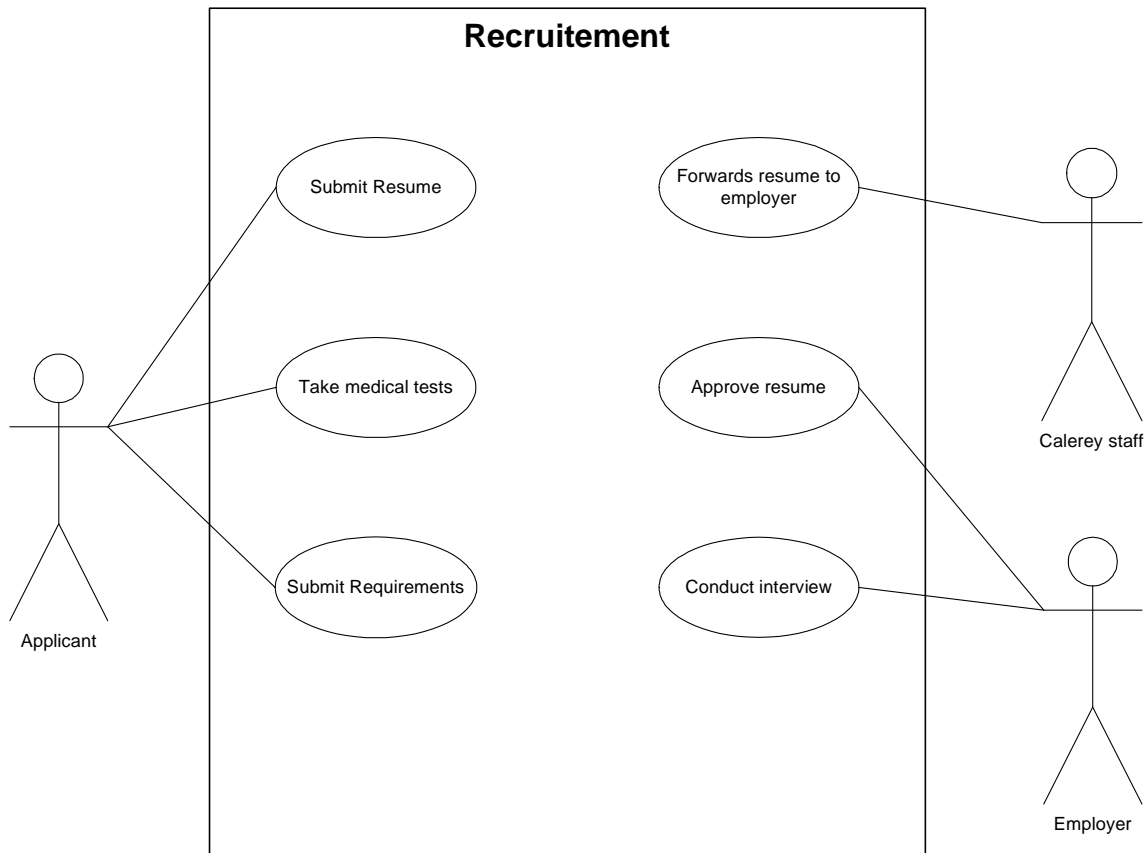 Recruitement
Submit Resume
Forwards resume to
employer
Take medical tests
Approve resume
Calerey staff
Submit Requirements
Conduct interview
Applicant
Employer